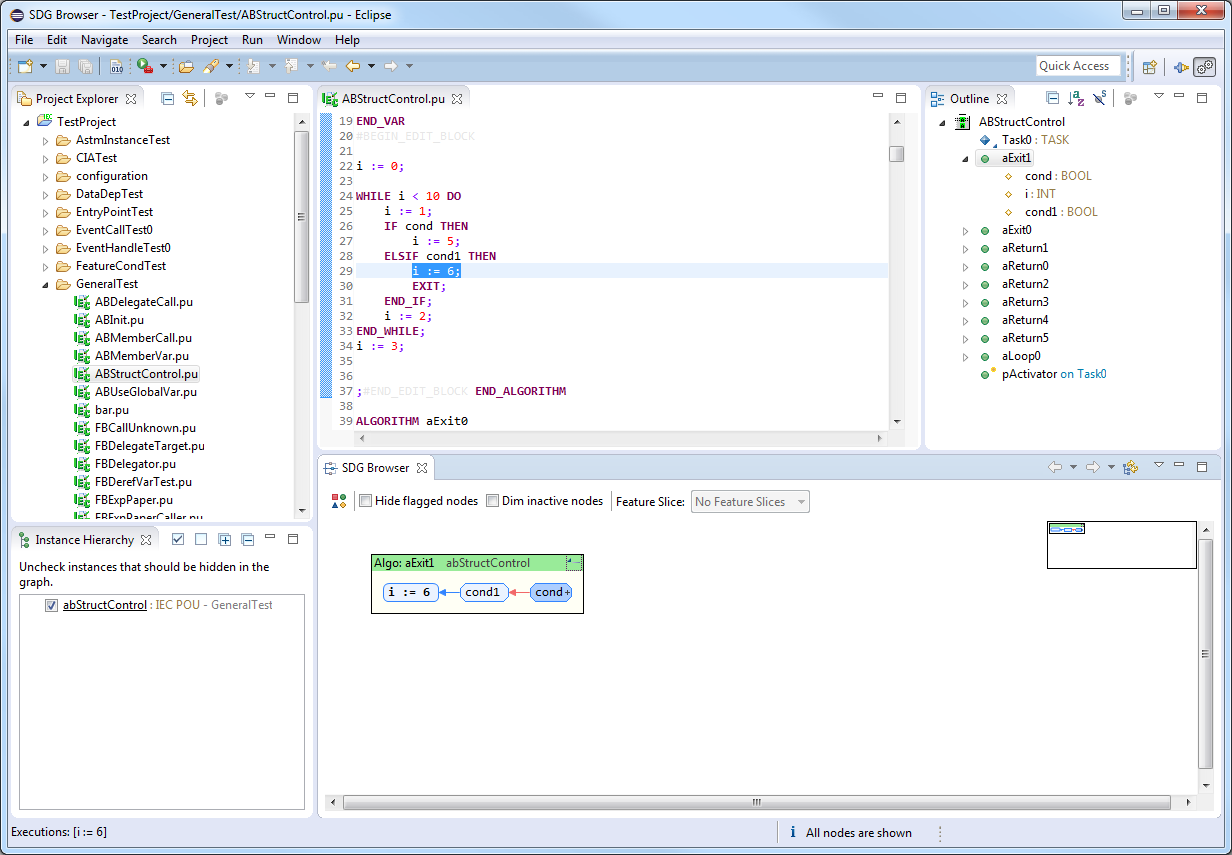 SDG Browser - TestProject/GeneralTest/ABStructControl.pu - Eclipse
File Edit Navigate Search Project Run Window Help
010
Quick Access
Project Explorer
TestProject
AstmInstanceTest
CIATest
configuration
DataDepTest
EntryPointTest
EventCallTest0
EventHandleTest0
FeatureCondTest
GeneralTest
ABDelegateCall.pu
ABInit.pu
ABMemberCall.pu
ABMemberVar.pu
ABStructControl.pu
ABUseGlobalVar.pu
bar.pu
FBCallUnknown.pu
FBDelegateTarget.pu
FBDelegator.pu
FBDerefVarTest.pu
FBExpPaper.pu
FBExpPaperCaller.pu
ABStructControl.pu
19 END_VAR
20 #BEGIN_EDIT_BLOCK
21
22 i := 0;
23
24 WHILE i < 10 DO
25 i := 1;
26 IF cond THEN
27 i := 5;
28 ELSIF cond1 THEN
29 i := 6;
30 EXIT;
31 END_IF;
32 i := 2;
33 END_WHILE;
34 i := 3;
35
36
37 ;#END_EDIT_BLOCK END_ALGORITHM
38
39 ALGORITHM aExit0
Outline
ABStructControl
Task0 : TASK
aExit1
cond : BOOL
i : INT
cond1 : BOOL
aExit0
aReturn1
aReturn0
aReturn2
aReturn3
aReturn4
aReturn5
aLoop0
pActivator on Task0
Instance Hierarchy
Uncheck instances that should be hidden in the
graph.
abStructControl : IEC POU - GeneralTest
SDG Browser
Hide flagged nodes Dim inactive nodes Feature Slice: No Feature Slices
Algo: aExit1 abStructControl
i := 6 cond1 cond+
Executions: [i := 6]
i All nodes are shown